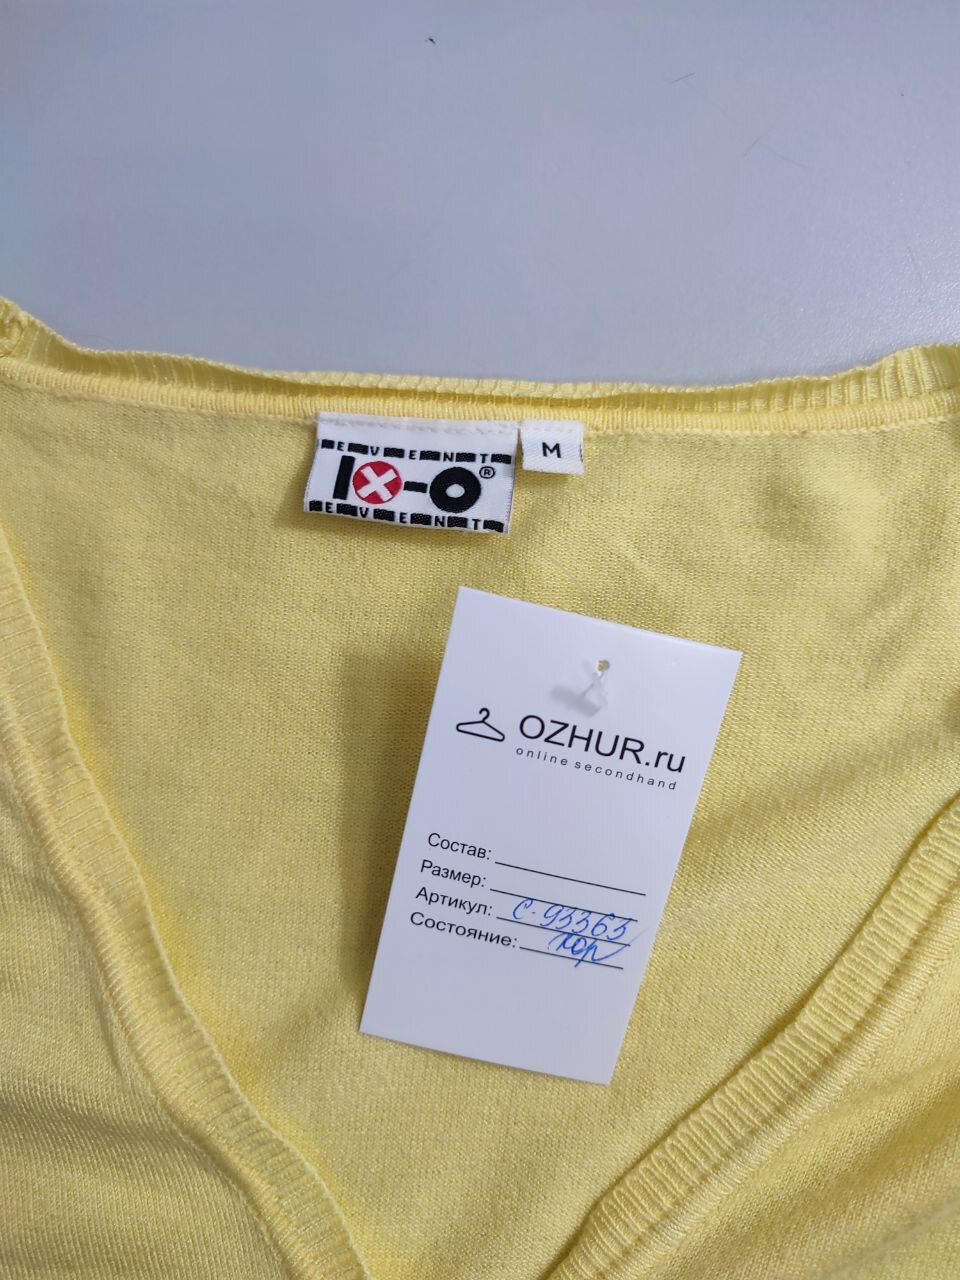 EVENT
IX-O®
EVENT
M
OZHUR.ru
online secondhand
Состав:
Размер:
Артикул: С-93363
Состояние: хор